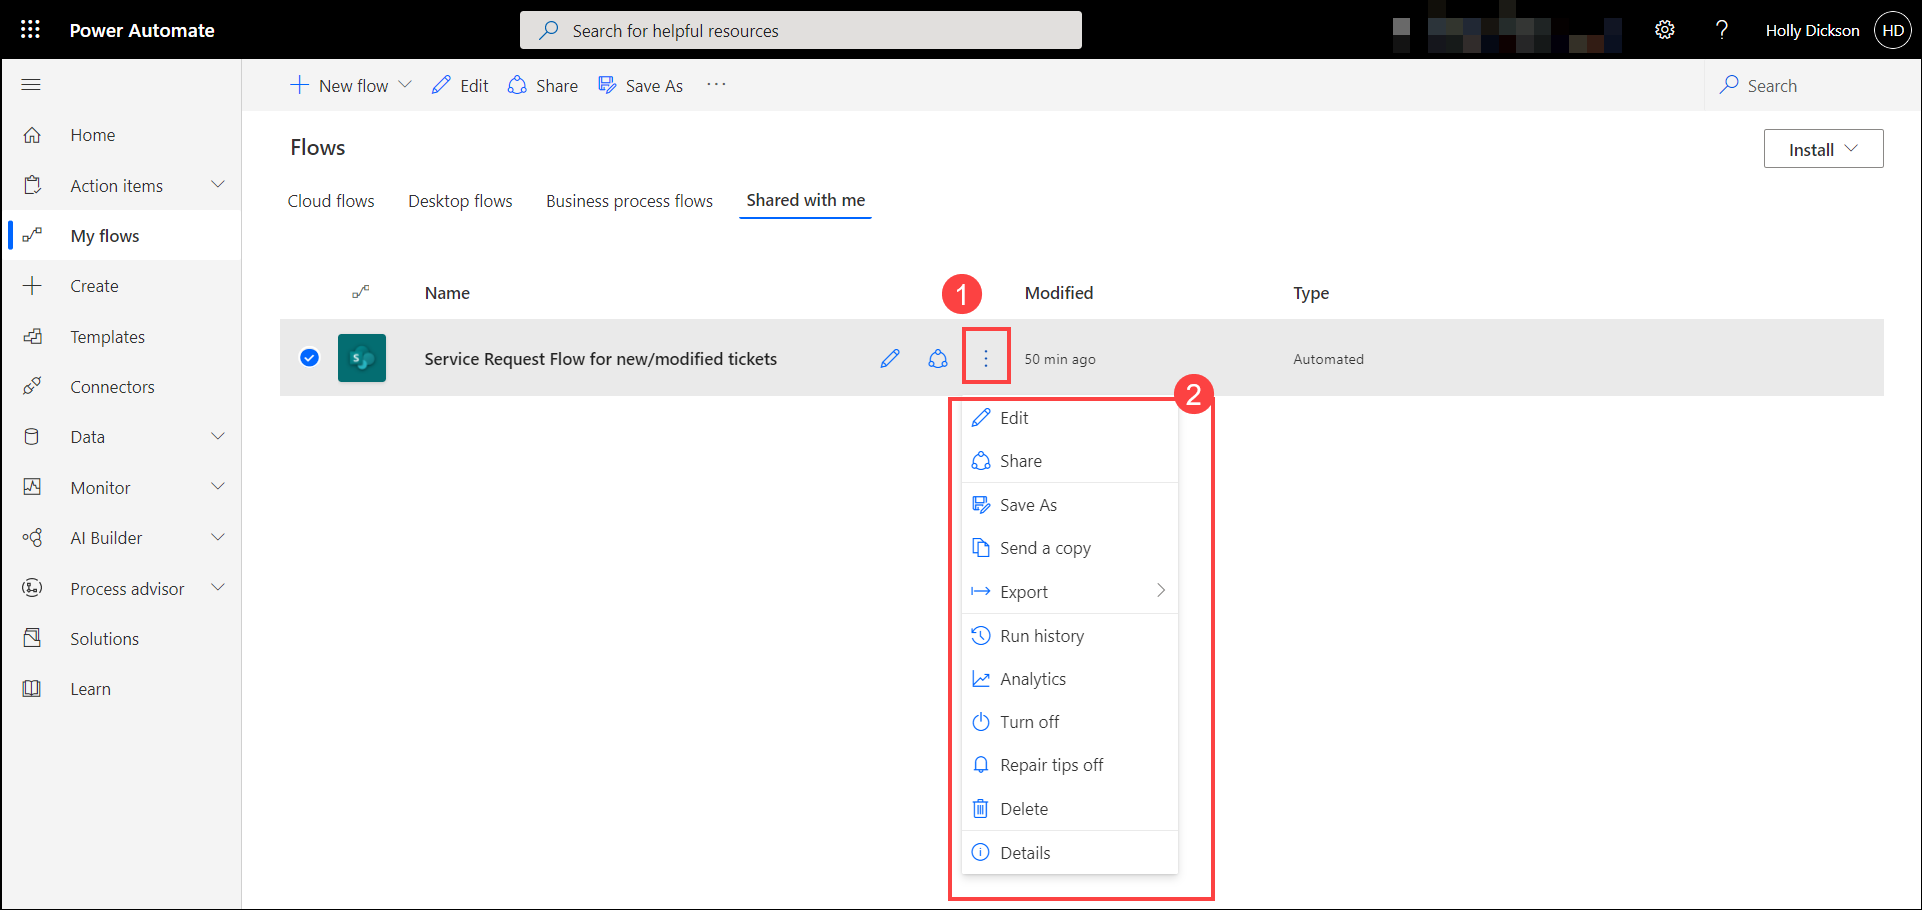 Power Automate
Search for helpful resources
? Holly Dickson HD
New flow Edit Share Save As ···
Search
Home
Action items
My flows
Create
Templates
Connectors
Data
Monitor
AI Builder
Process advisor
Solutions
Learn
Flows
Install
Cloud flows Desktop flows Business process flows Shared with me
Name 1 Modified Type
S Service Request Flow for new/modified tickets 50 min ago Automated
2
Edit
Share
Save As
Send a copy
Export
Run history
Analytics
Turn off
Repair tips off
Delete
Details